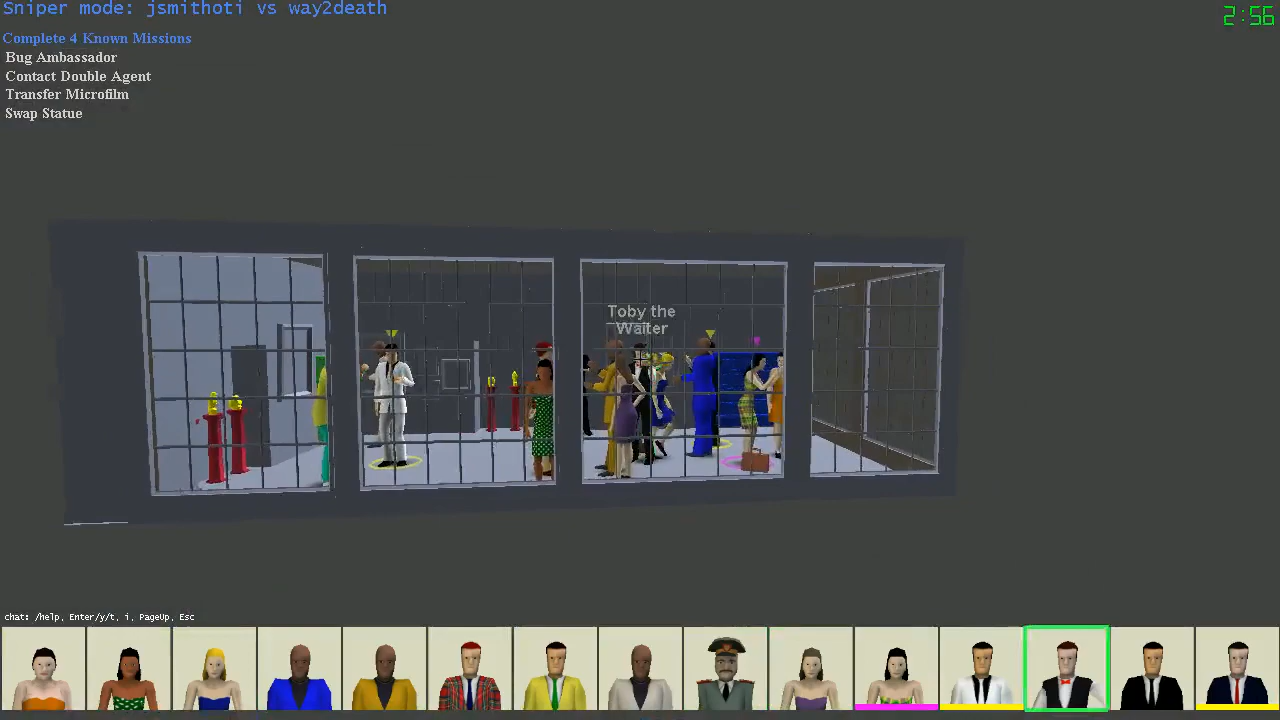 Sniper mode: jsmithoti vs way2death
2:56
Complete 4 Known Missions
Bug Ambassador
Contact Double Agent
Transfer Microfilm
Swap Statue
Toby the
Waiter
chat: /help, Enter/y/t, i, PageUp, Esc